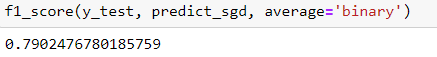 f1_score(y_test, predict_sgd, average='binary')
0.7902476780185759